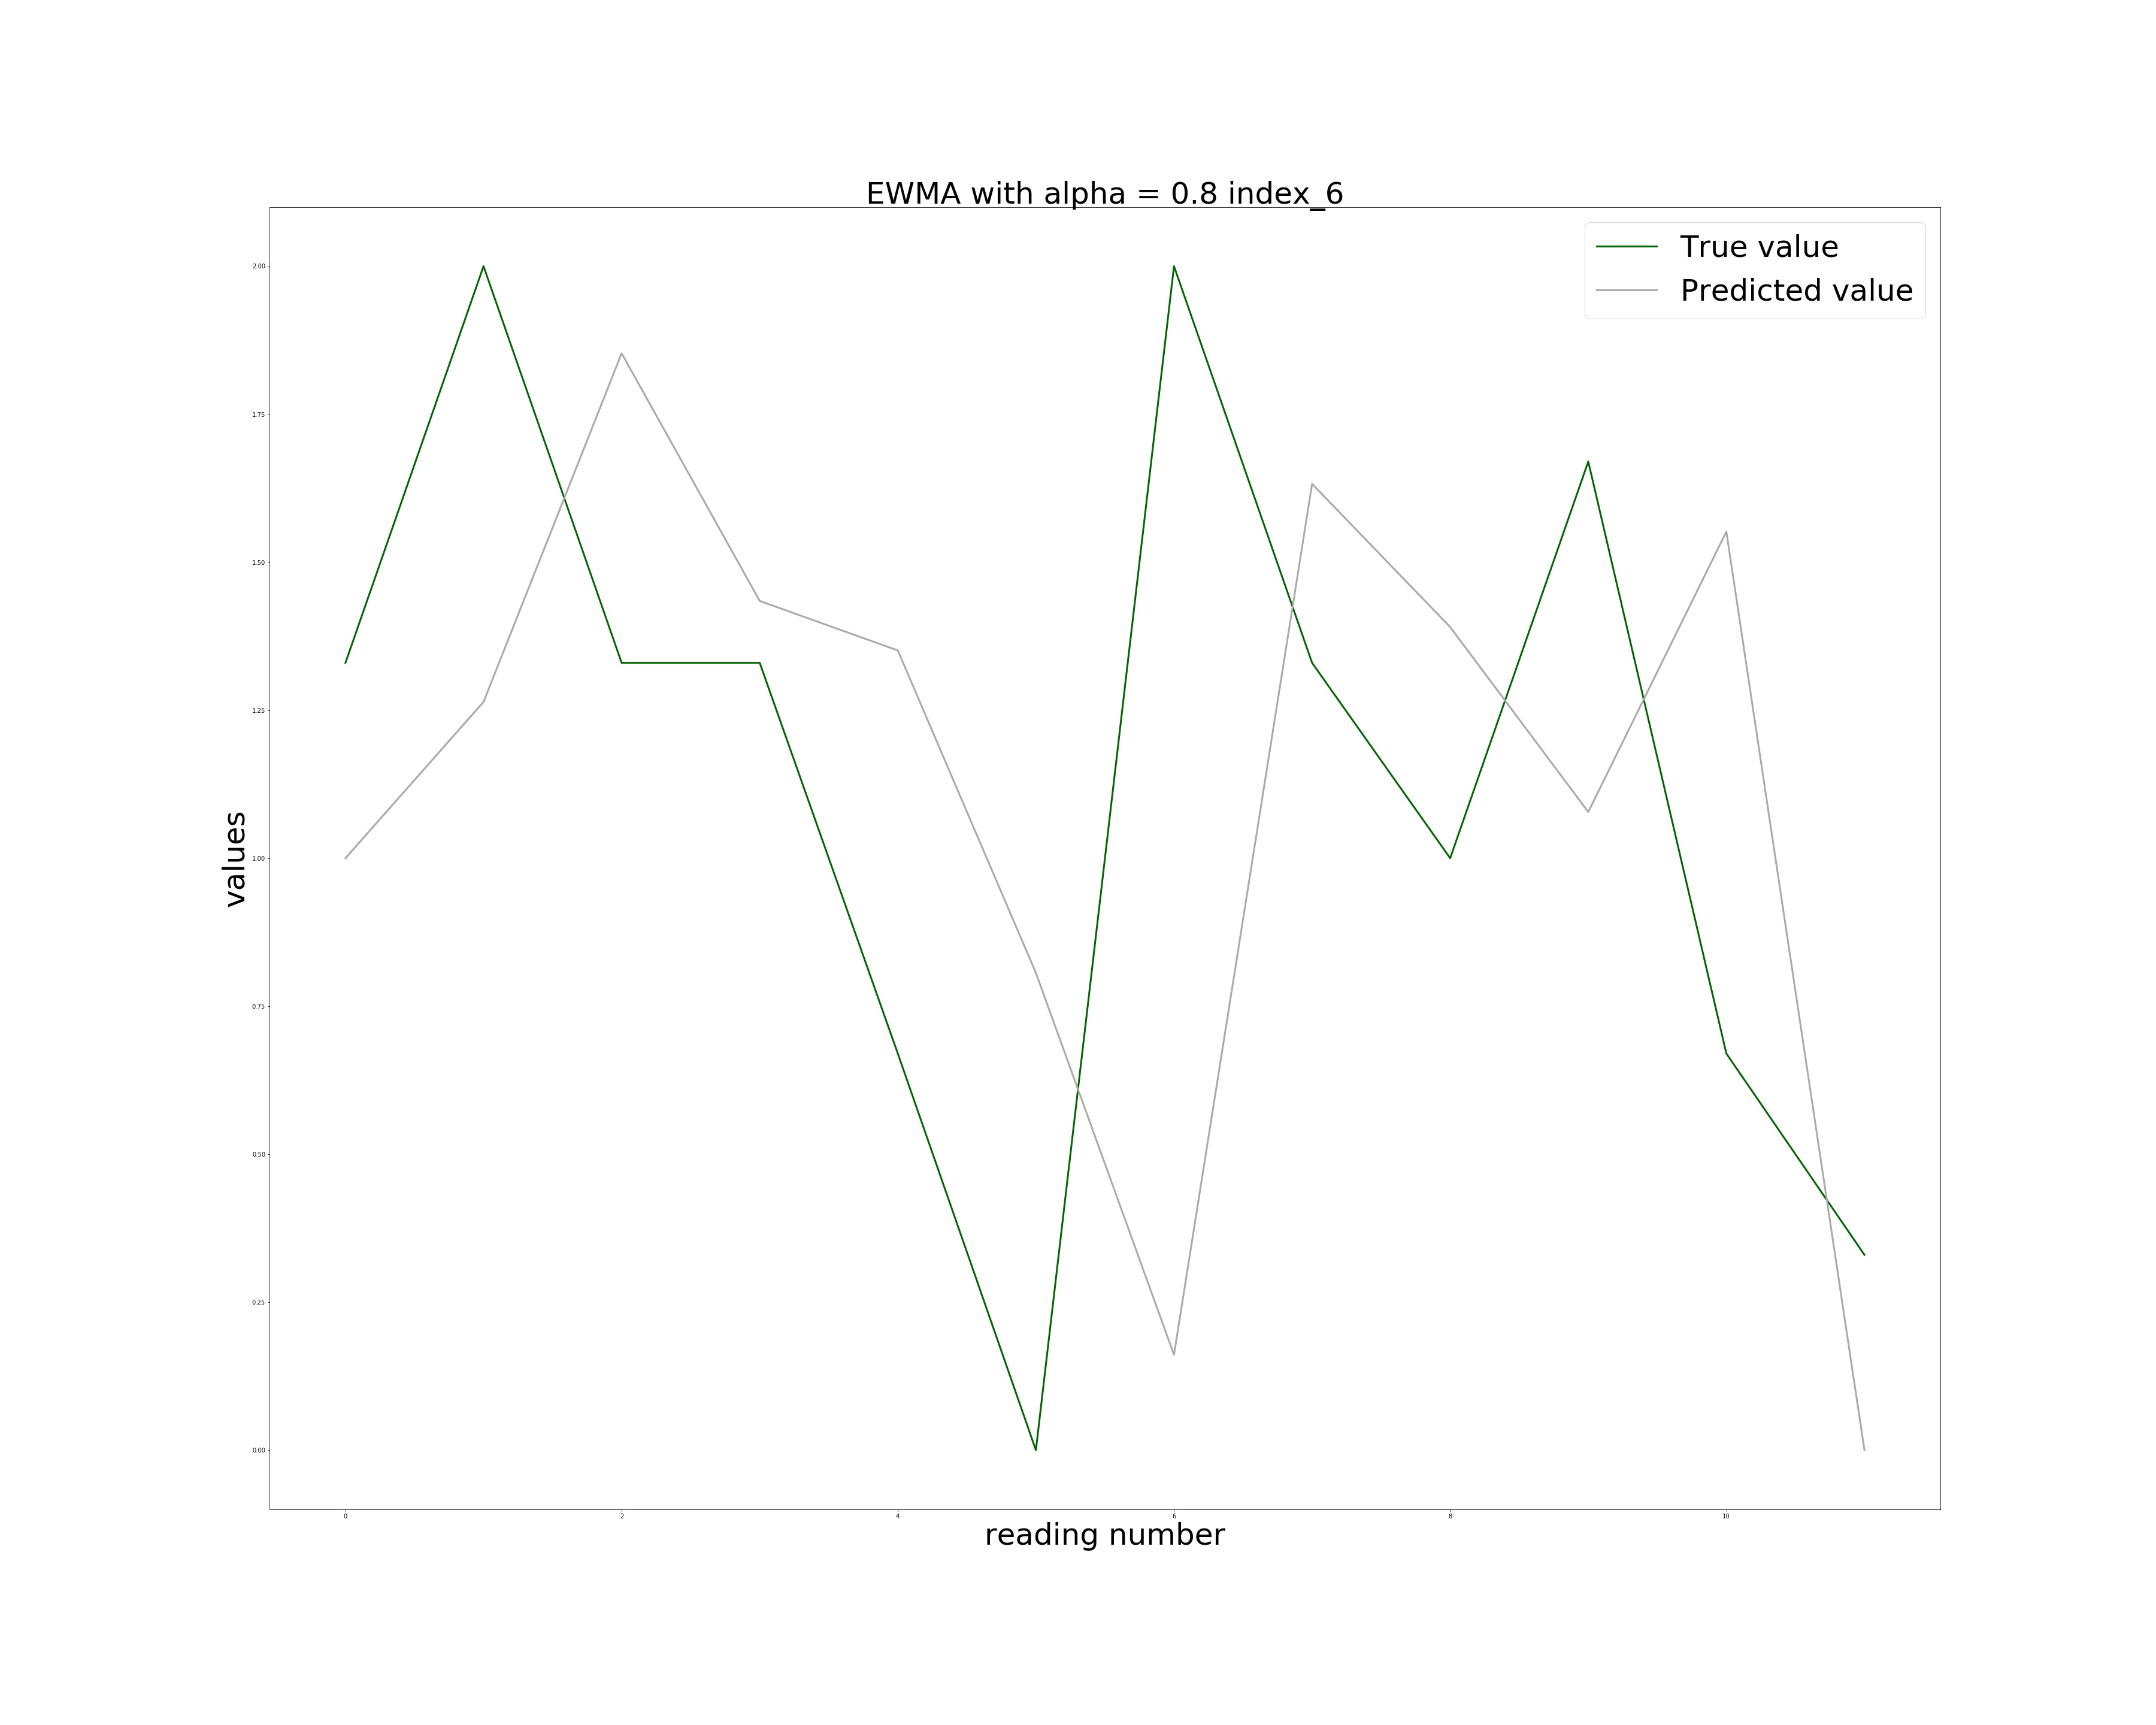 EWMA with alpha = 0.8 index_6
True value
Predicted value
2.00
1.75
1.50
1.25
1.00
0.75
0.50
0.25
0.00
values
0 2 4 6 8 10
reading number